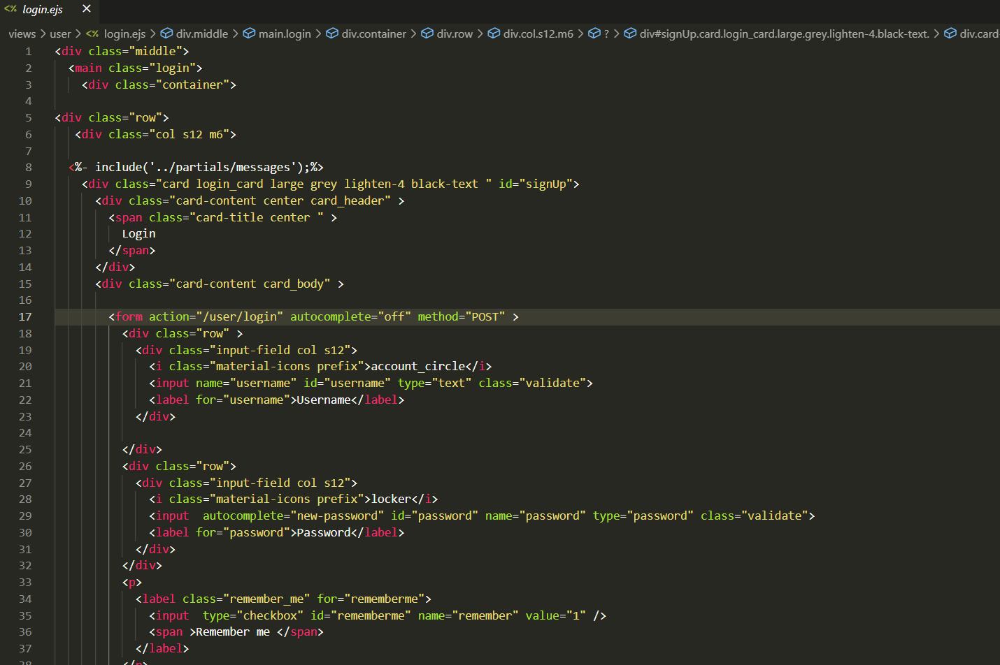 <% login.ejs ×
views > user > <% login.ejs > div.middle > main.login > div.container > div.row > div.col.s12.m6 > ? > div#signUp.card.login_card.large.grey.lighten-4.black-text. > div.card-
1 <div class="middle">
2 <main class="login">
3 <div class="container">
4
5 <div class="row">
6 <div class="col s12 m6">
7
8 <%- include('../partials/messages');%>
9 <div class="card login_card large grey lighten-4 black-text " id="signUp">
10 <div class="card-content center card_header" >
11 <span class="card-title center " >
12 Login
13 </span>
14 </div>
15 <div class="card-content card_body" >
16
17 <form action="/user/login" autocomplete="off" method="POST" >
18 <div class="row" >
19 <div class="input-field col s12">
20 <i class="material-icons prefix">account_circle</i>
21 <input name="username" id="username" type="text" class="validate">
22 <label for="username">Username</label>
23 </div>
24
25 </div>
26 <div class="row">
27 <div class="input-field col s12">
28 <i class="material-icons prefix">locker</i>
29 <input  autocomplete="new-password" id="password" name="password" type="password" class="validate">
30 <label for="password">Password</label>
31 </div>
32 </div>
33 <p>
34 <label class="remember_me" for="rememberme">
35 <input  type="checkbox" id="rememberme" name="remember" value="1" />
36 <span >Remember me </span>
37 </label>
38 </p>